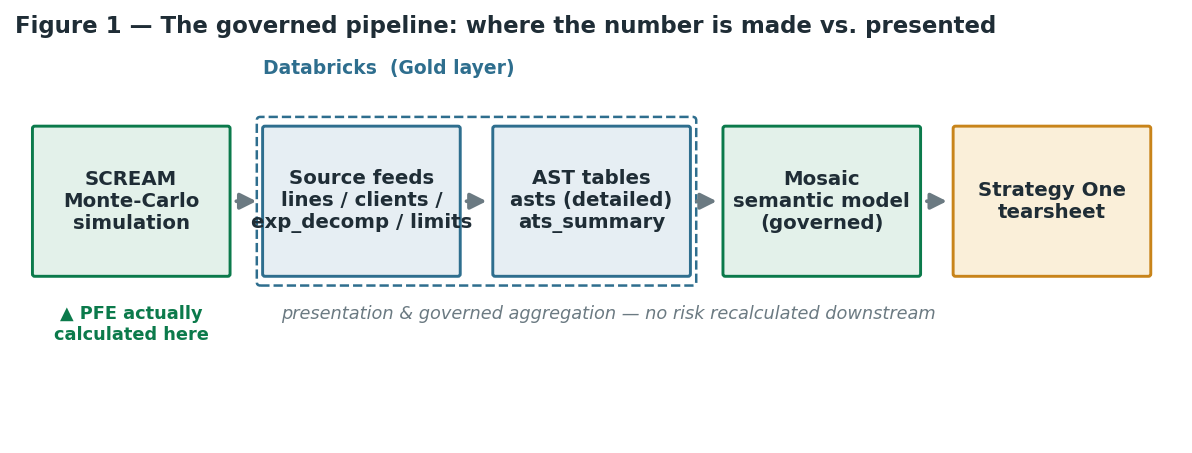 Figure 1 — The governed pipeline: where the number is made vs. presented
Databricks  (Gold layer)
SCREAM
Monte-Carlo
simulation
Source feeds
lines / clients /
exp_decomp / limits
AST tables
asts (detailed)
ats_summary
Mosaic
semantic model
(governed)
Strategy One
tearsheet
▲ PFE actually
calculated here
presentation & governed aggregation — no risk recalculated downstream